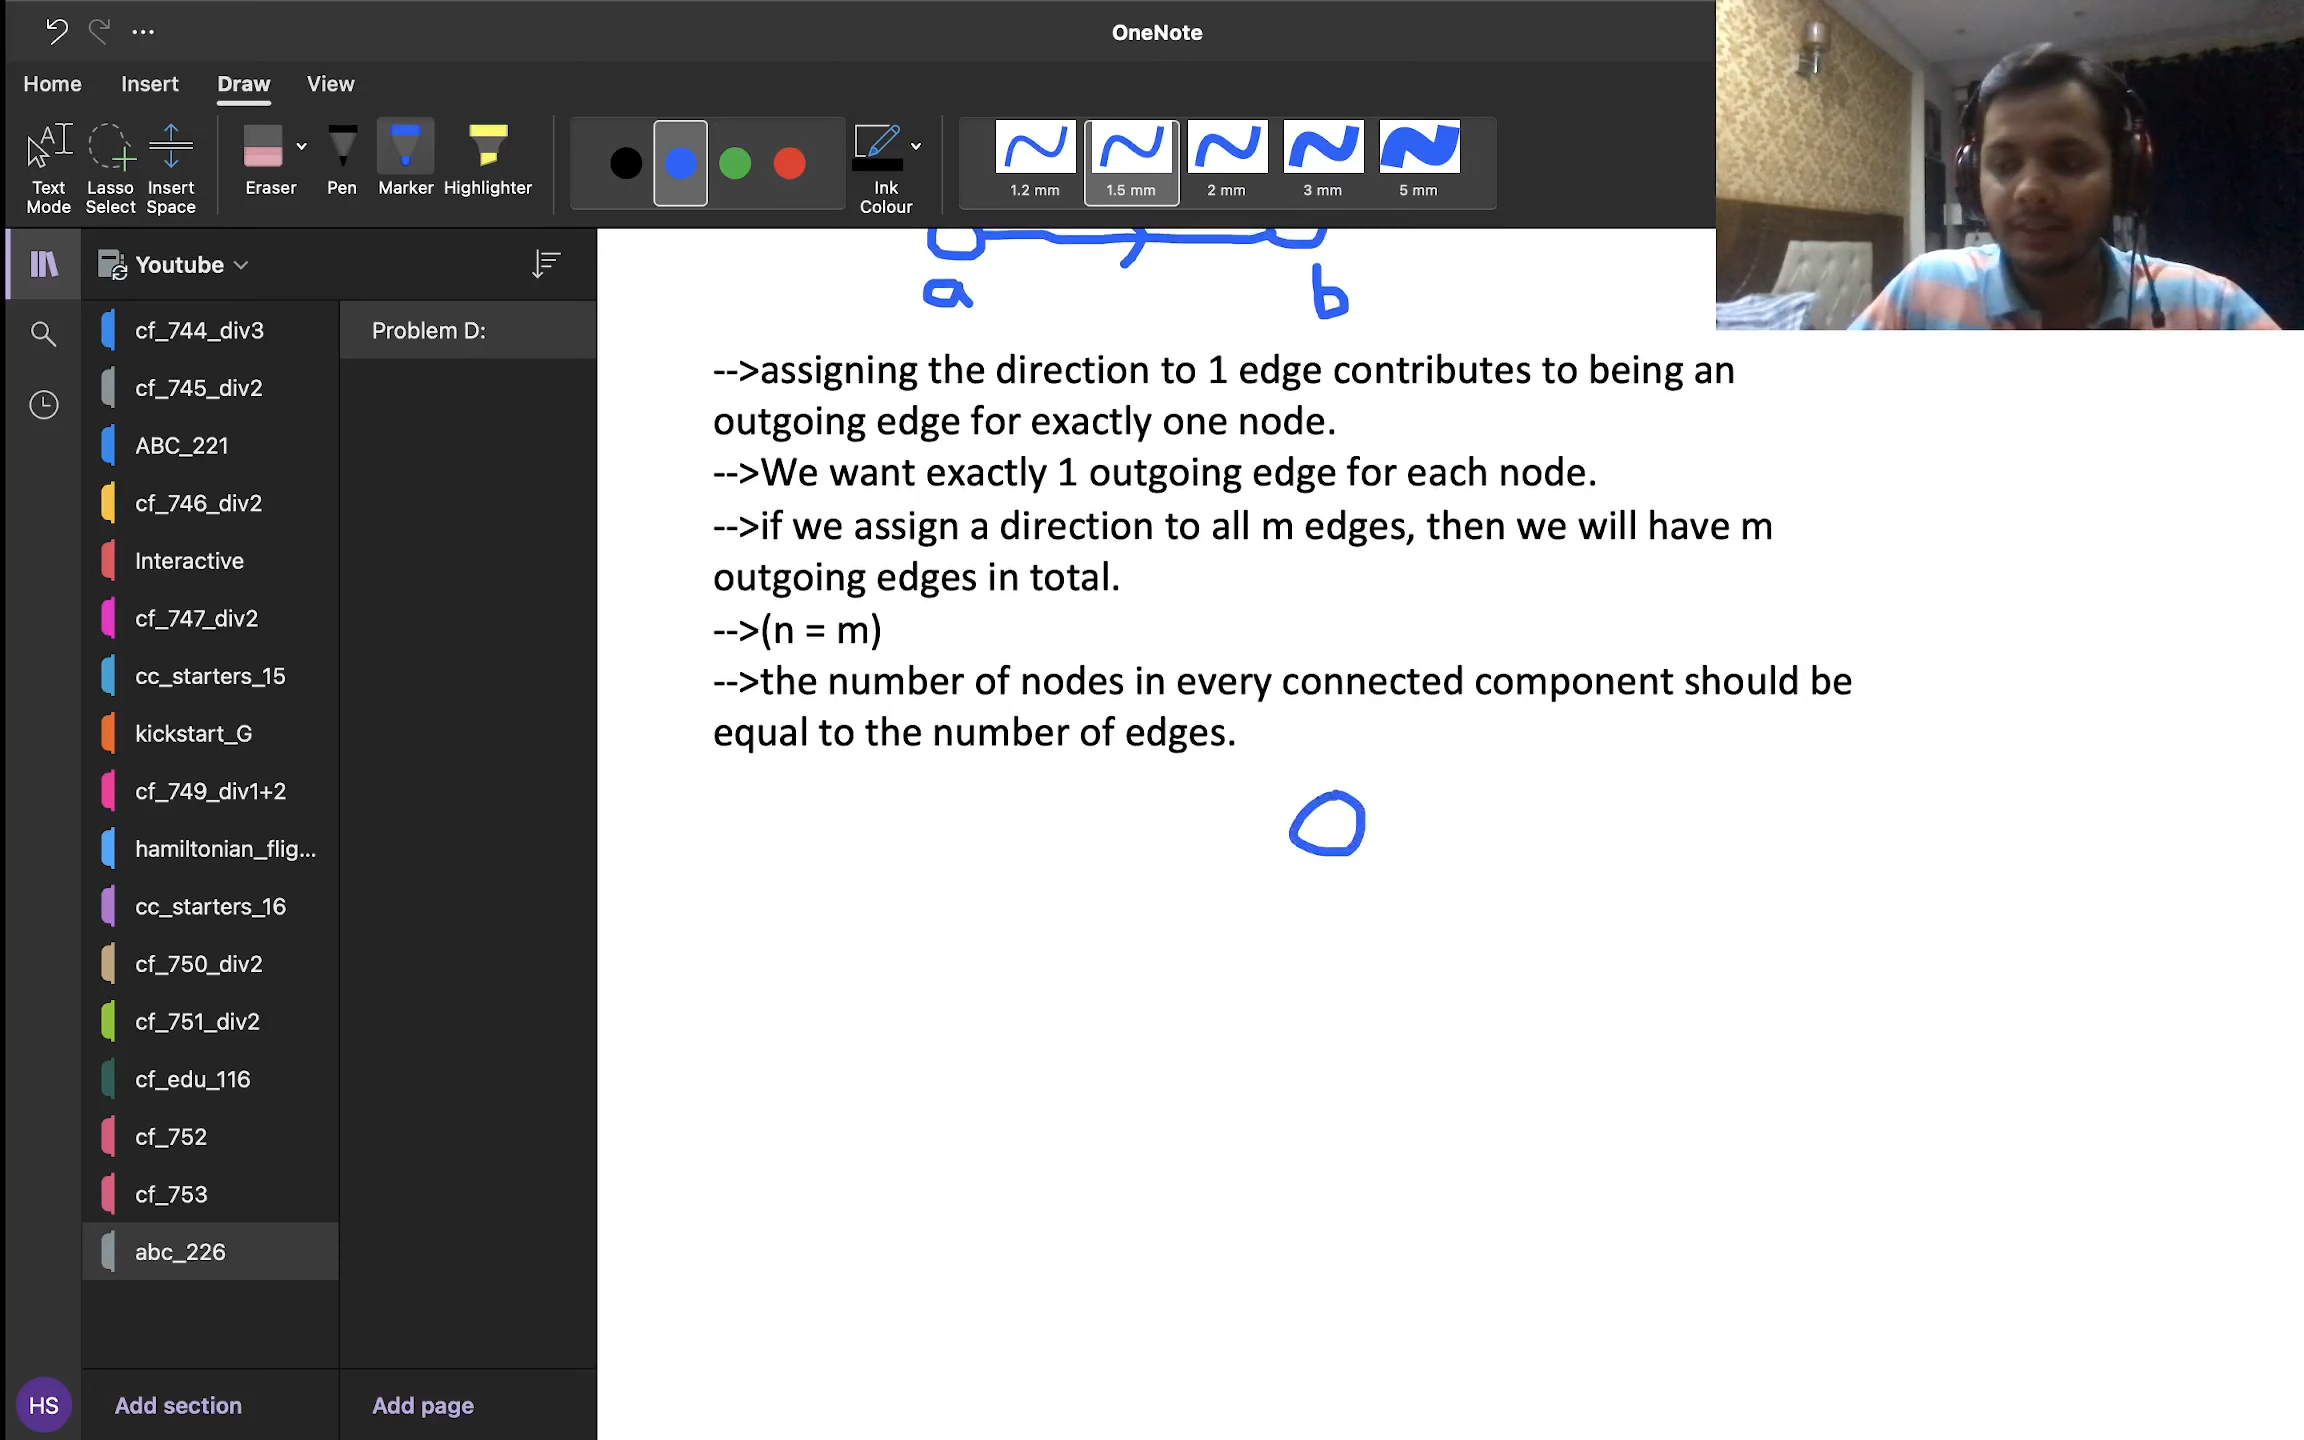 OneNote
Home Insert Draw View
Text Mode
Lasso Select
Insert Space
Eraser
Pen
Marker
Highlighter
Ink Colour
1.2 mm
1.5 mm
2 mm
3 mm
5 mm
Youtube
cf_744_div3
cf_745_div2
ABC_221
cf_746_div2
Interactive
cf_747_div2
cc_starters_15
kickstart_G
cf_749_div1+2
hamiltonian_flig...
cc_starters_16
cf_750_div2
cf_751_div2
cf_edu_116
cf_752
cf_753
abc_226
HS
Add section
Problem D:
Add page
a b
-->assigning the direction to 1 edge contributes to being an
outgoing edge for exactly one node.
-->We want exactly 1 outgoing edge for each node.
-->if we assign a direction to all m edges, then we will have m
outgoing edges in total.
-->(n = m)
-->the number of nodes in every connected component should be
equal to the number of edges.